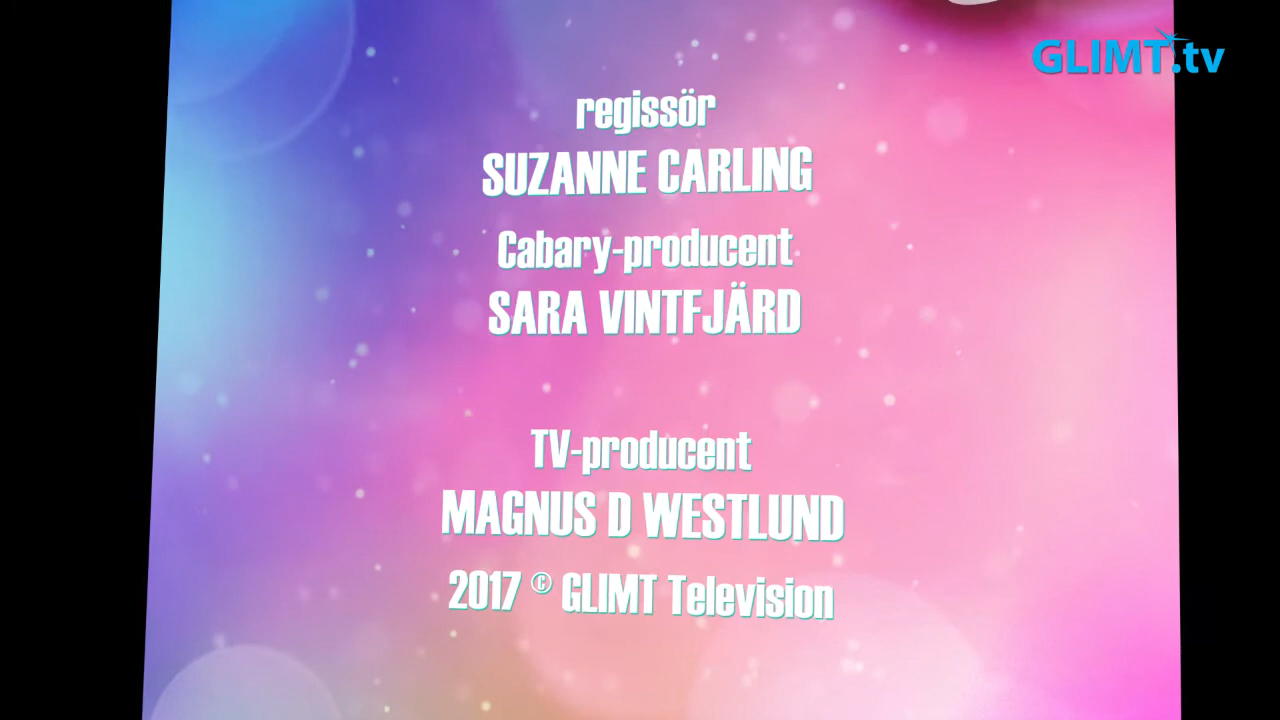 GLIMT.tv
regissör
SUZANNE CARLING
Cabary-producent
SARA VINTFJÄRD
TV-producent
MAGNUS D WESTLUND
2017 © GLIMT Television